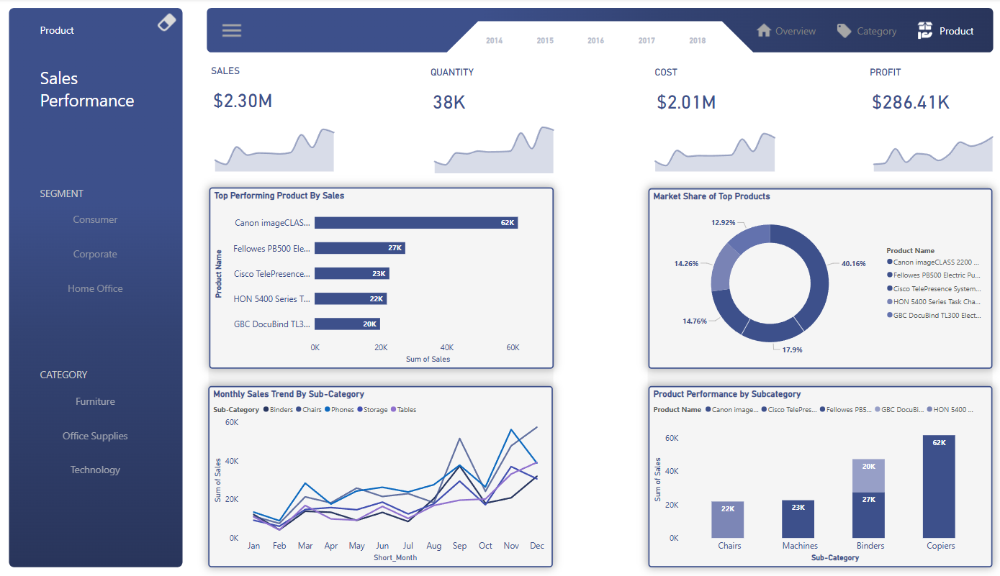 Product
Sales
Performance
SEGMENT
Consumer
Corporate
Home Office
CATEGORY
Furniture
Office Supplies
Technology
2014 2015 2016 2017 2018
Overview Category Product
SALES QUANTITY COST PROFIT
$2.30M 38K $2.01M $286.41K
Top Performing Product By Sales
Product Name
Canon imageCLAS... 62K
Fellowes PB500 Ele... 27K
Cisco TelePresence... 23K
HON 5400 Series T... 22K
GBC DocuBind TL3... 20K
0K 20K 40K 60K
Sum of Sales
Market Share of Top Products
12.92%
14.26%
40.16%
14.76%
17.9%
Product Name
Canon imageCLASS 2200 ...
Fellowes PB500 Electric Pu...
Cisco TelePresence System...
HON 5400 Series Task Cha...
GBC DocuBind TL300 Elect...
Monthly Sales Trend By Sub-Category
Sub-Category Binders Chairs Phones Storage Tables
Sum of Sales
60K
40K
20K
0K
Jan Feb Mar Apr May Jun Jul Aug Sep Oct Nov Dec
Short_Month
Product Performance by Subcategory
Product Name Canon image... Cisco TelePres... Fellowes PB5... GBC DocuBi... HON 5400 ...
Sum of Sales
60K
40K
20K
0K
22K
23K
20K
27K
62K
Chairs Machines Binders Copiers
Sub-Category